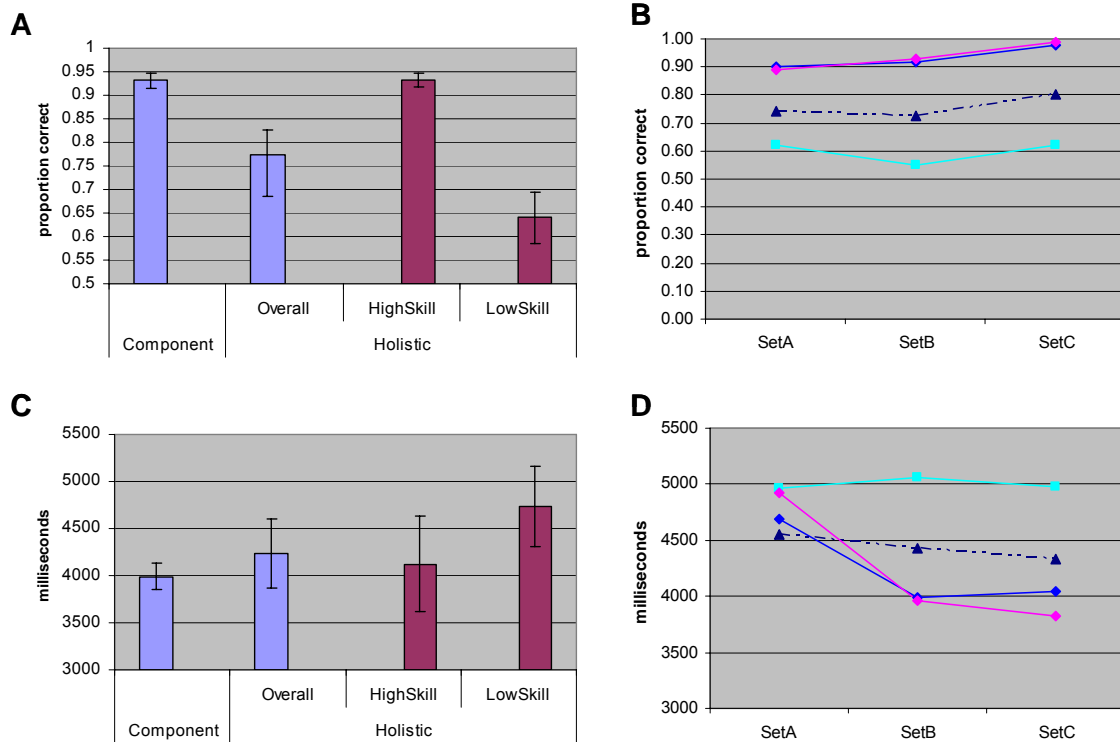 A
proportion correct
1
0.95
0.9
0.85
0.8
0.75
0.7
0.65
0.6
0.55
0.5
Overall HighSkill LowSkill
Component Holistic
B
proportion correct
1.00
0.90
0.80
0.70
0.60
0.50
0.40
0.30
0.20
0.10
0.00
SetA SetB SetC
C
milliseconds
5500
5000
4500
4000
3500
3000
Overall HighSkill LowSkill
Component Holistic
D
milliseconds
5500
5000
4500
4000
3500
3000
SetA SetB SetC